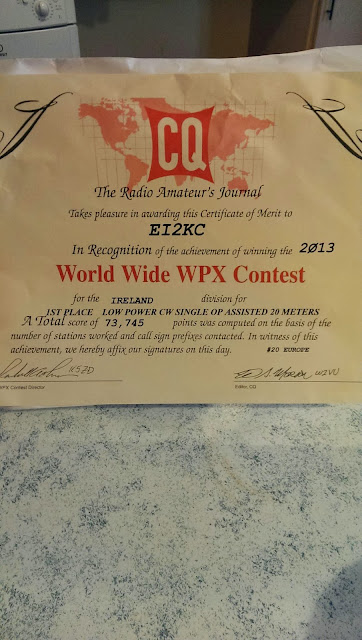 CQ
The Radio Amateur's Journal
Takes pleasure in awarding this Certificate of Merit to
EI2KC
In Recognition of the achievement of winning the 2Ø13
World Wide WPX Contest
for the IRELAND division for
1ST PLACE LOW POWER CW SINGLE OP ASSISTED 20 METERS
A Total score of 73,745 points was computed on the basis of the
number of stations worked and call sign prefixes contacted. In witness of this
achievement, we hereby affix our signatures on this day. #20 EUROPE
K5ZD W2VU
WPX Contest Director Editor, CQ